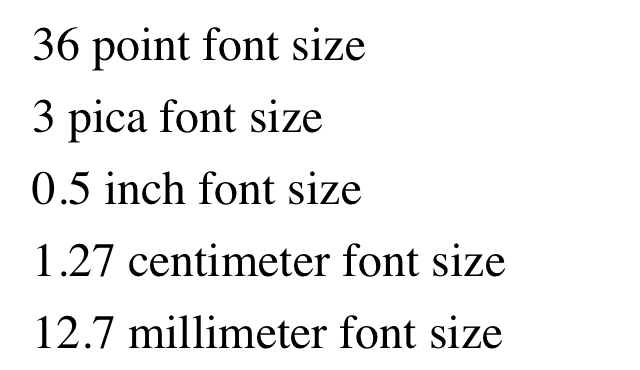 36 point font size
3 pica font size
0.5 inch font size
1.27 centimeter font size
12.7 millimeter font size